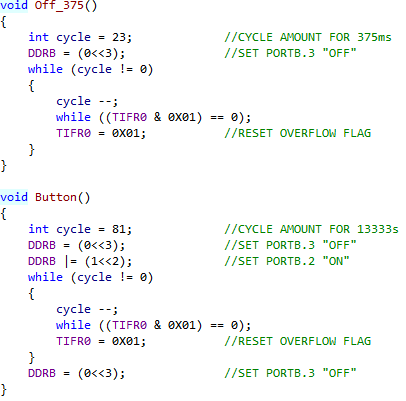 void Off_375()
{
    int cycle = 23;             //CYCLE AMOUNT FOR 375ms
    DDRB = (0<<3);              //SET PORTB.3 "OFF"
    while (cycle != 0)
    {
        cycle --;
        while ((TIFR0 & 0X01) == 0);
        TIFR0 = 0X01;           //RESET OVERFLOW FLAG
    }
}

void Button()
{
    int cycle = 81;             //CYCLE AMOUNT FOR 13333s
    DDRB = (0<<3);              //SET PORTB.3 "OFF"
    DDRB |= (1<<2);             //SET PORTB.2 "ON"
    while (cycle != 0)
    {
        cycle --;
        while ((TIFR0 & 0X01) == 0);
        TIFR0 = 0X01;           //RESET OVERFLOW FLAG
    }
    DDRB = (0<<3);              //SET PORTB.3 "OFF"
}